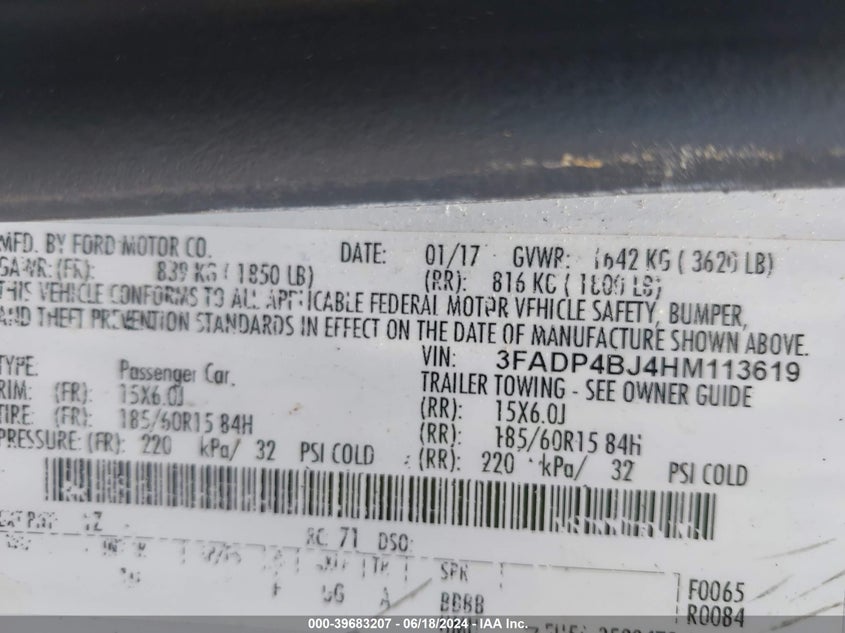 MFD. BY FORD MOTOR CO. DATE: 01/17 GVWR: 1642 KG ( 3620 LB)
GAWR: (FR): 839 KG ( 1850 LB) (RR): 816 KG ( 1800 LB)
THIS VEHICLE CONFORMS TO ALL APPLICABLE FEDERAL MOTOR VEHICLE SAFETY, BUMPER,
AND THEFT PREVENTION STANDARDS IN EFFECT ON THE DATE OF MANUFACTURE SHOWN ABOVE.
VIN: 3FADP4BJ4HM113619
TYPE: Passenger Car. TRAILER TOWING - SEE OWNER GUIDE
RIM: (FR): 15X6.0J (RR): 15X6.0J
TIRE: (FR): 185/60R15 84H (RR): 185/60R15 84H
PRESSURE: (FR): 220 kPa/ 32 PSI COLD (RR): 220 kPa/ 32 PSI COLD
RC: 71 DSO:
SPR
A BBBB
F0065
R0084
000-39683207 - 06/18/2024 - IAA Inc.